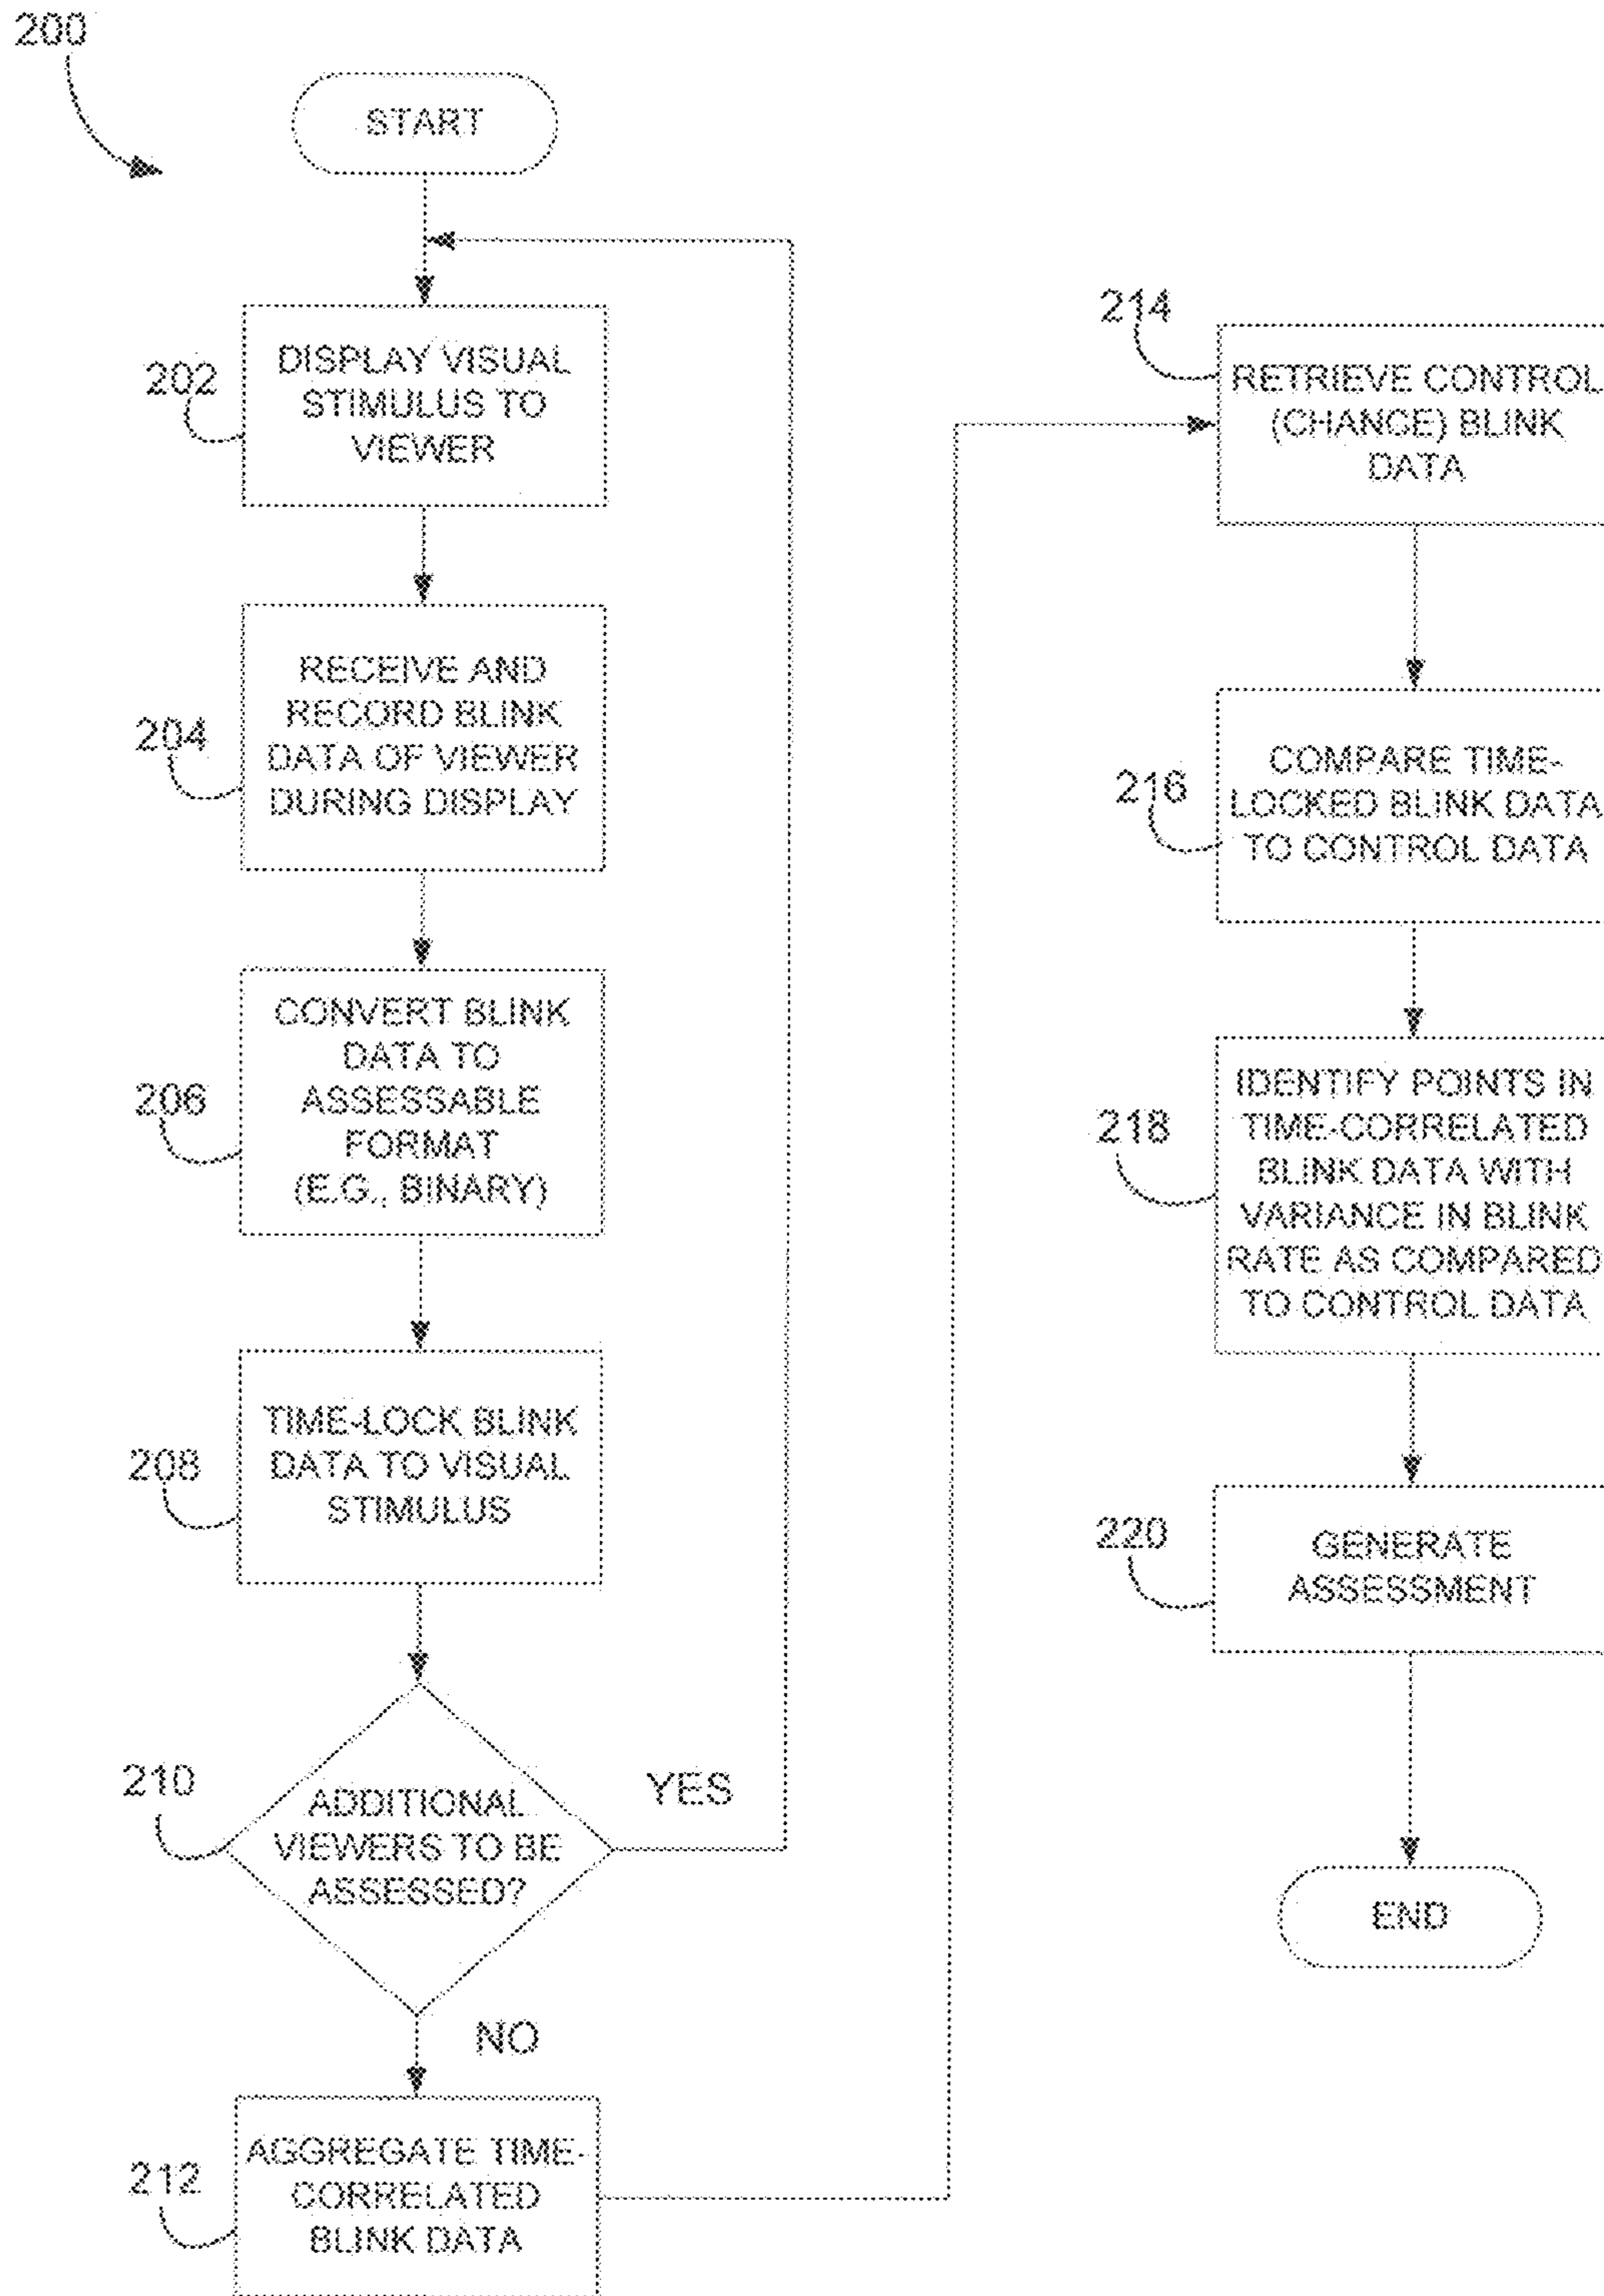 200
START
202
DISPLAY VISUAL
STIMULUS TO
VIEWER
204
RECEIVE AND
RECORD BLINK
DATA OF VIEWER
DURING DISPLAY
206
CONVERT BLINK
DATA TO
ASSESSABLE
FORMAT
(E.G., BINARY)
208
TIME-LOCK BLINK
DATA TO VISUAL
STIMULUS
210
ADDITIONAL
VIEWERS TO BE
ASSESSED?
YES
NO
212
AGGREGATE TIME-
CORRELATED
BLINK DATA
214
RETRIEVE CONTROL
(CHANGE) BLINK
DATA
216
COMPARE TIME-
LOCKED BLINK DATA
TO CONTROL DATA
218
IDENTIFY POINTS IN
TIME-CORRELATED
BLINK DATA WITH
VARIANCE IN BLINK
RATE AS COMPARED
TO CONTROL DATA
220
GENERATE
ASSESSMENT
END